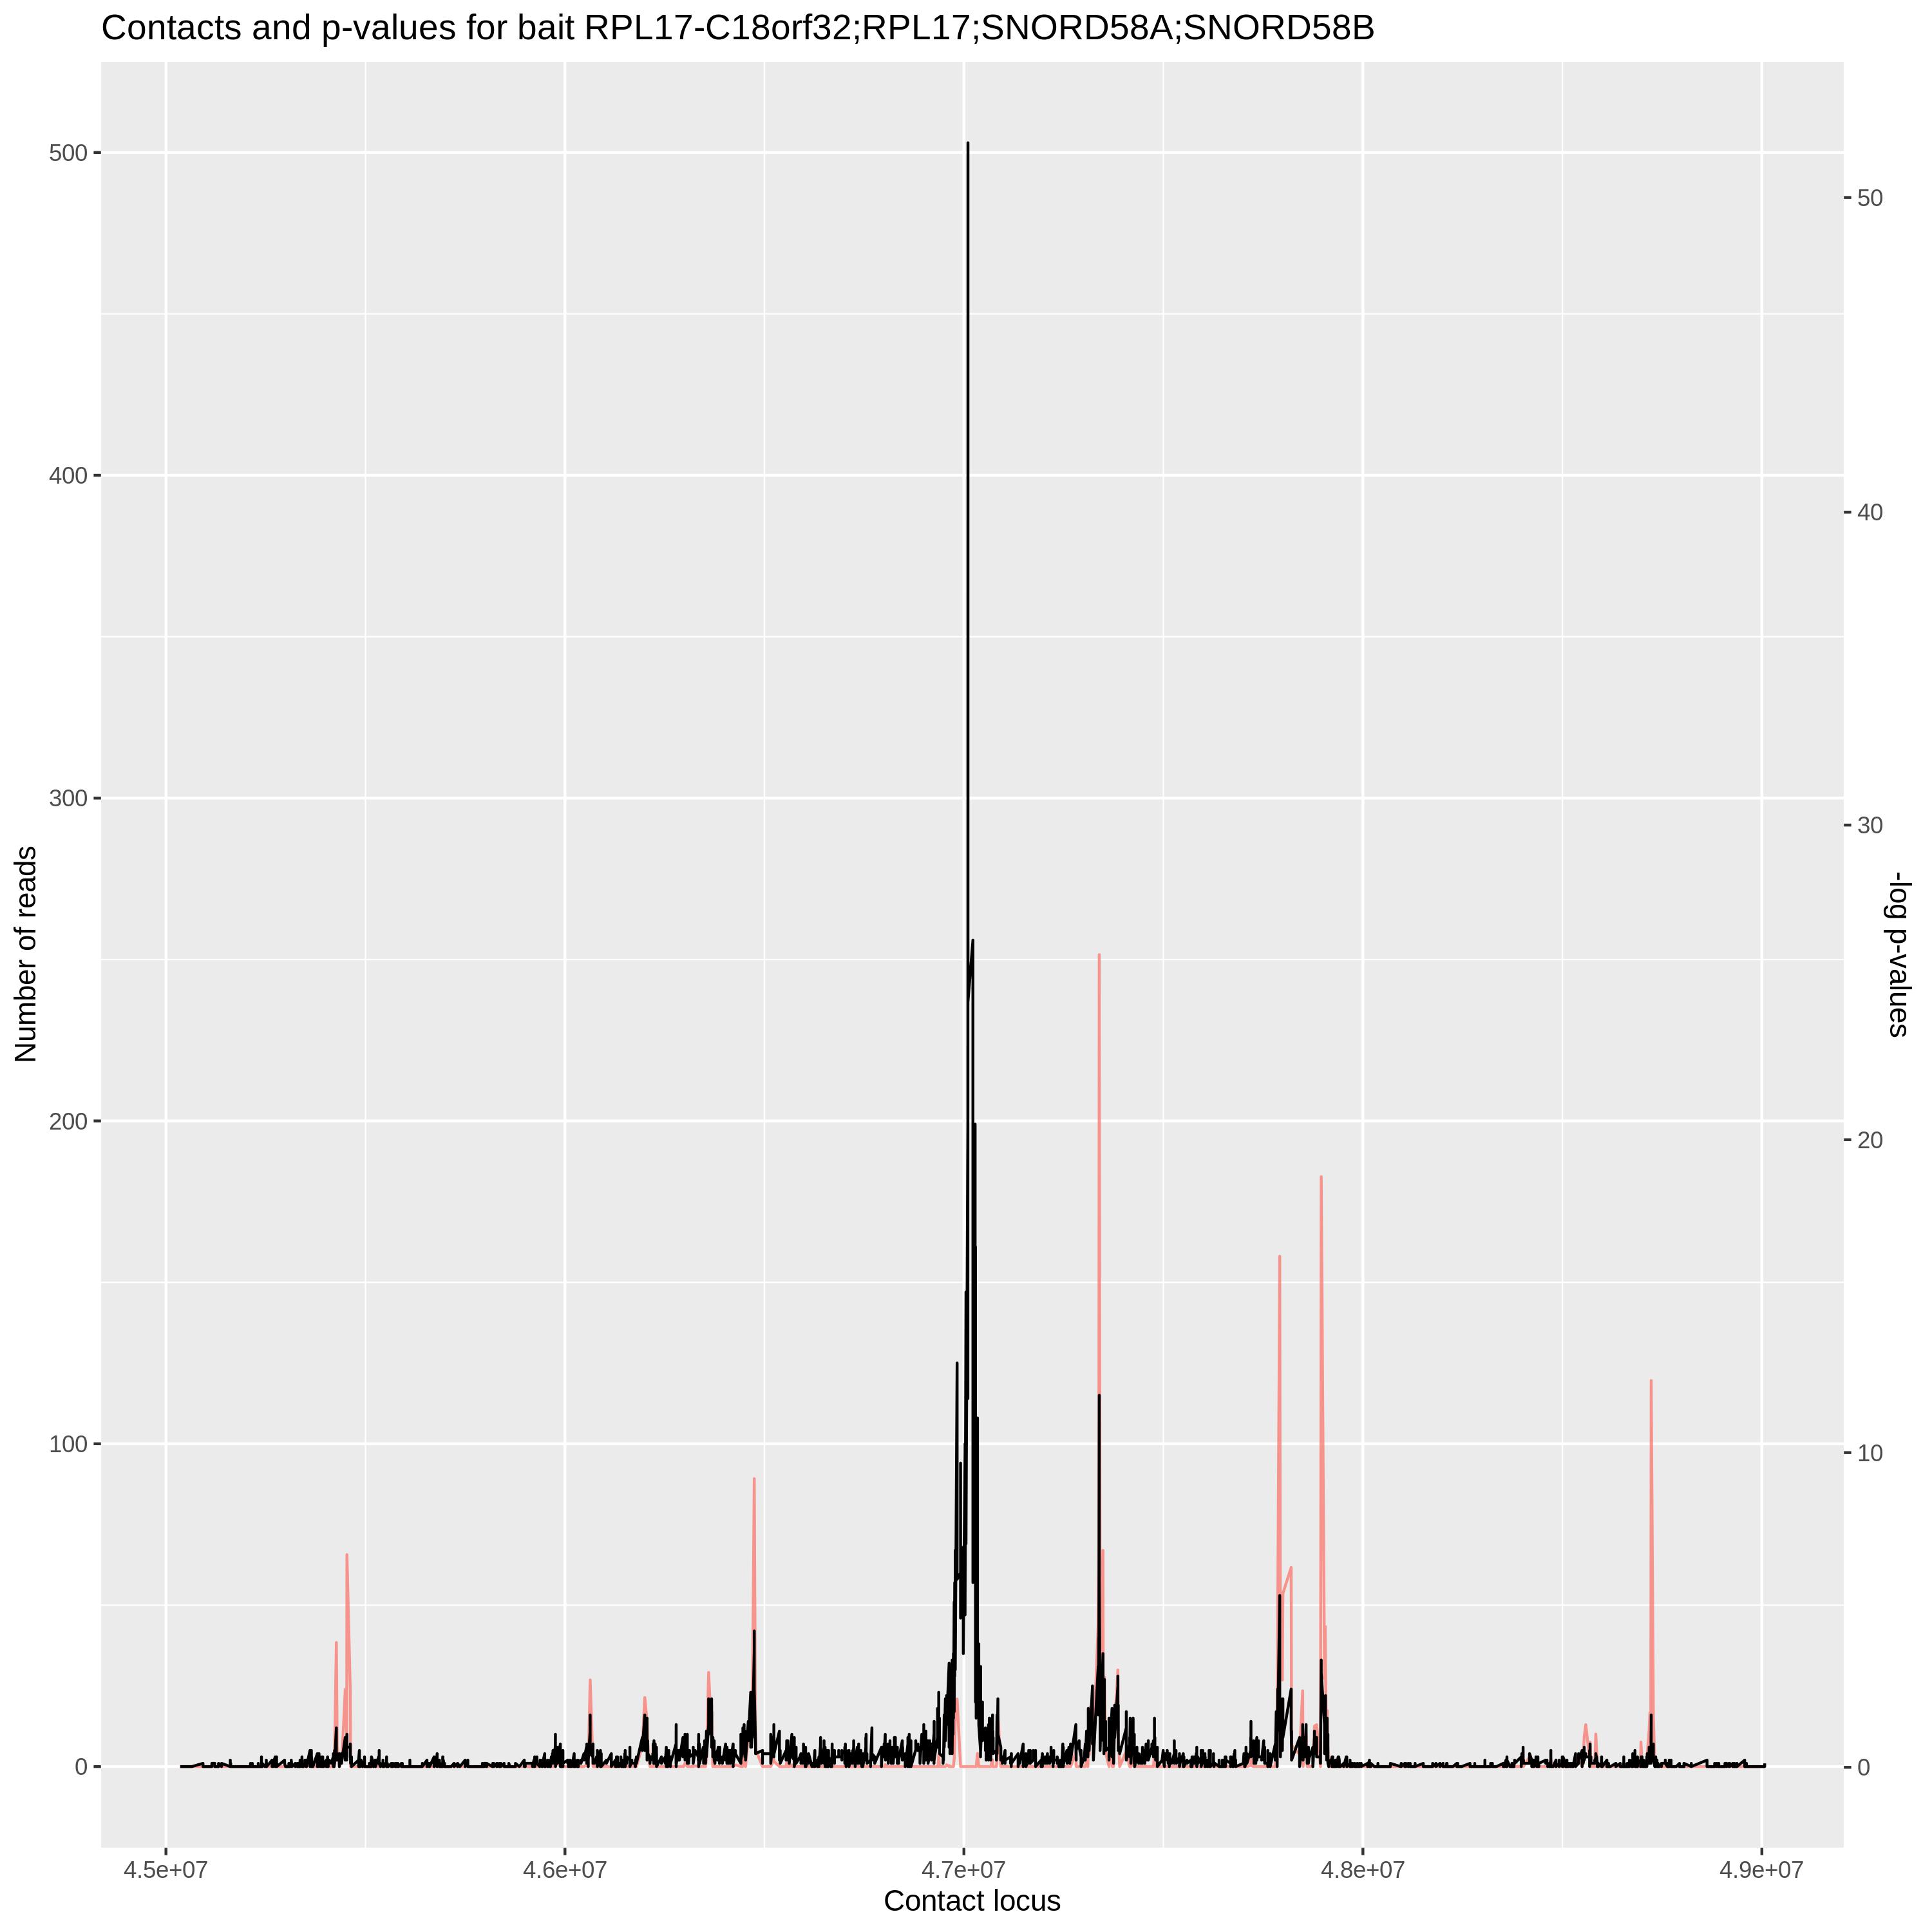 Contacts and p-values for bait RPL17-C18orf32;RPL17;SNORD58A;SNORD58B
500
400
300
200
100
0
Number of reads
50
40
30
20
10
0
-log p-values
4.5e+07 4.6e+07 4.7e+07 4.8e+07 4.9e+07
Contact locus